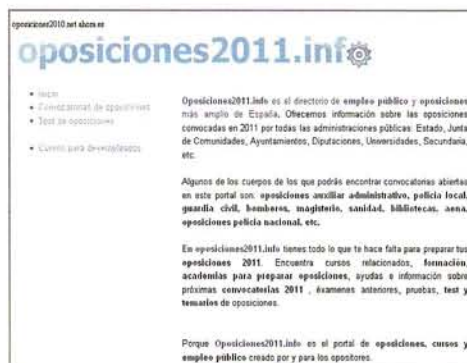 oposiciones2010.net ahora es
oposiciones2011.inf
Inicio
Convocatorias de oposiciones
Test de oposiciones
Cursos para desempleados
Oposiciones2011.info es el directorio de empleo público y oposiciones
más amplio de España. Ofrecemos información sobre las oposiciones
convocadas en 2011 por todas las administraciones públicas: Estado, Junta
de Comunidades, Ayuntamientos, Diputaciones, Universidades, Secundaria,
etc.
Algunos de los cuerpos de los que podrás encontrar convocatorias abiertas
en este portal son: oposiciones auxiliar administrativo, policía local,
guardia civil, bomberos, magisterio, sanidad, bibliotecas, aena,
oposiciones policía nacional, etc.
En oposiciones2011.info tienes todo lo que te hace falta para preparar tus
oposiciones 2011. Encuentra cursos relacionados, formación,
academias para preparar oposiciones, ayudas e información sobre
próximas convocatorias 2011 , éxamenes anteriores, pruebas, test y
temarios de oposiciones.
Porque Oposiciones2011.info es el portal de oposiciones, cursos y
empleo público creado por y para los opositores.